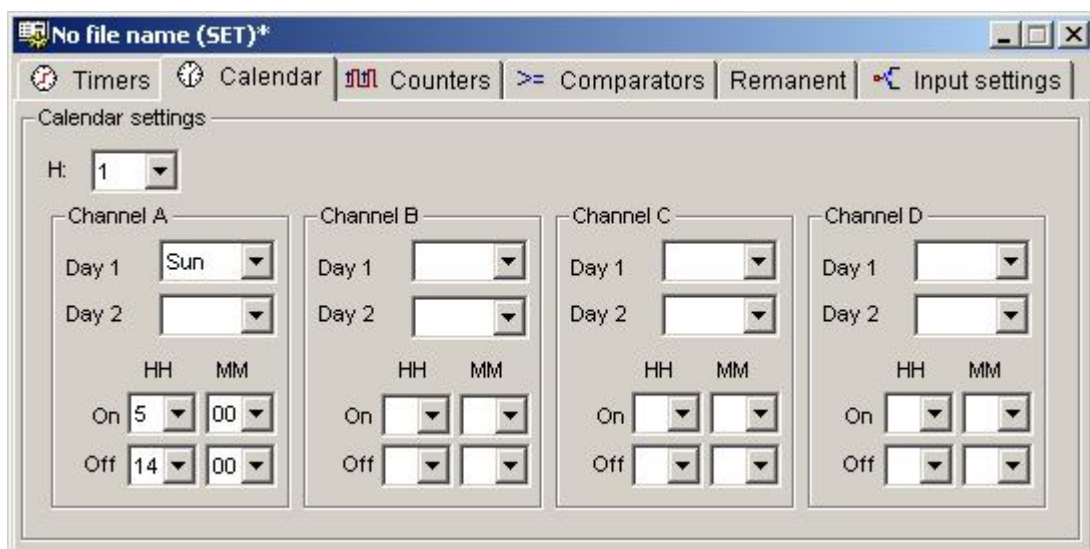 No file name (SET)*
Timers Calendar Counters >= Comparators Remanent Input settings
Calendar settings
H: 1
Channel A Channel B Channel C Channel D
Day 1 Sun Day 1 Day 1 Day 1
Day 2 Day 2 Day 2 Day 2
HH MM HH MM HH MM HH MM
On 5 00 On On On
Off 14 00 Off Off Off